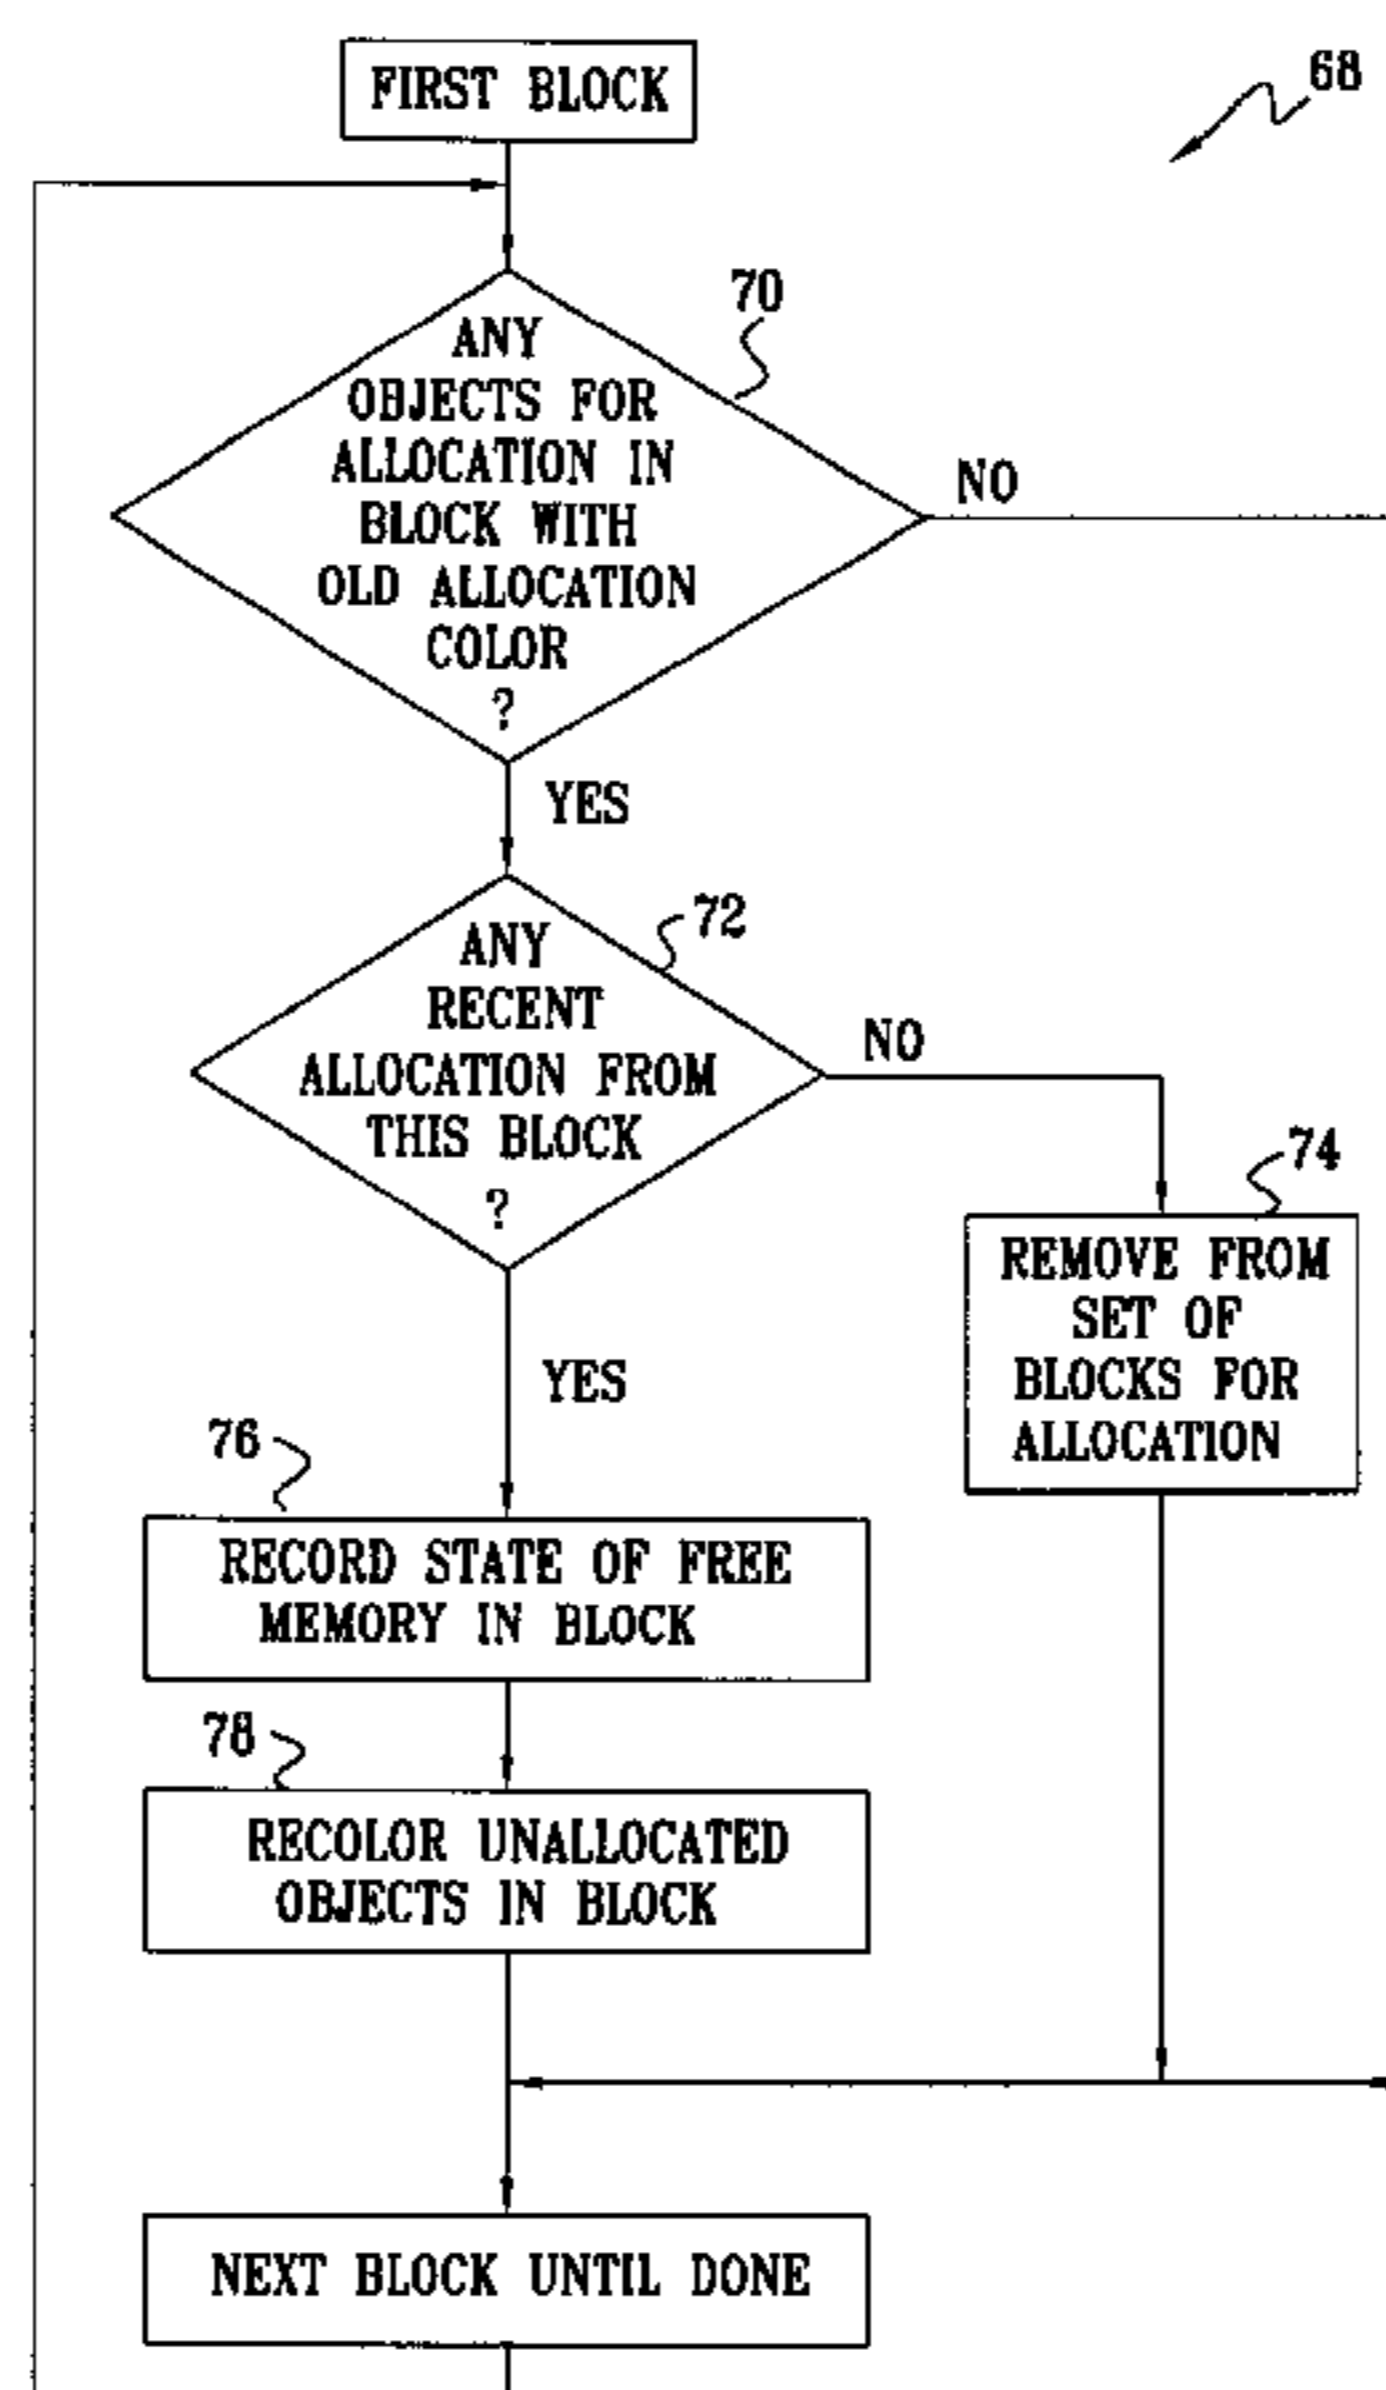 FIRST BLOCK
68
70
ANY
OBJECTS FOR
ALLOCATION IN
BLOCK WITH
OLD ALLOCATION
COLOR
?
NO
YES
72
ANY
RECENT
ALLOCATION FROM
THIS BLOCK
?
NO
74
REMOVE FROM
SET OF
BLOCKS FOR
ALLOCATION
YES
76
RECORD STATE OF FREE
MEMORY IN BLOCK
78
RECOLOR UNALLOCATED
OBJECTS IN BLOCK
NEXT BLOCK UNTIL DONE